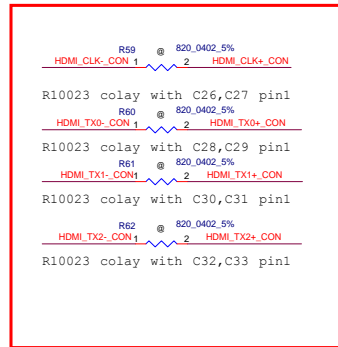 R59 @ 820_0402_5%
HDMI_CLK-_CON 1 2 HDMI_CLK+_CON
R10023 colay with C26,C27 pin1
R60 @ 820_0402_5%
HDMI_TX0-_CON 1 2 HDMI_TX0+_CON
R10023 colay with C28,C29 pin1
R61 @ 820_0402_5%
HDMI_TX1-_CON 1 2 HDMI_TX1+_CON
R10023 colay with C30,C31 pin1
R62 @ 820_0402_5%
HDMI_TX2-_CON 1 2 HDMI_TX2+_CON
R10023 colay with C32,C33 pin1